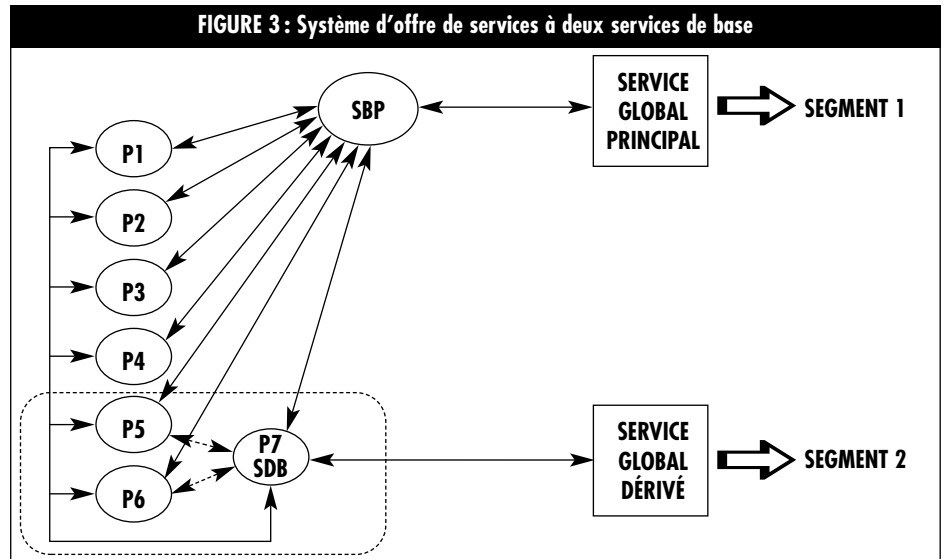 FIGURE 3 : Système d'offre de services à deux services de base
SBP
SERVICE
GLOBAL
PRINCIPAL
SEGMENT 1
P1
P2
P3
P4
P5
P6
P7
SDB
SERVICE
GLOBAL
DÉRIVÉ
SEGMENT 2